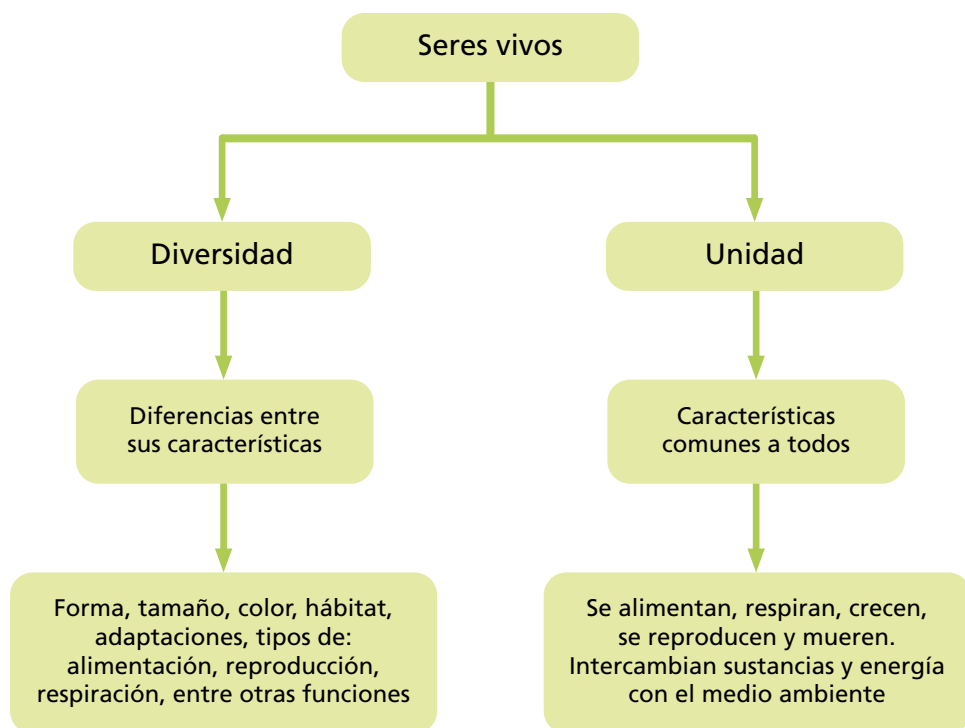 Seres vivos
Diversidad
Unidad
Diferencias entre
sus características
Características
comunes a todos
Forma, tamaño, color, hábitat,
adaptaciones, tipos de:
alimentación, reproducción,
respiración, entre otras funciones
Se alimentan, respiran, crecen,
se reproducen y mueren.
Intercambian sustancias y energía
con el medio ambiente